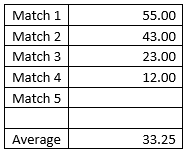 Match 1 55.00
Match 2 43.00
Match 3 23.00
Match 4 12.00
Match 5
Average 33.25